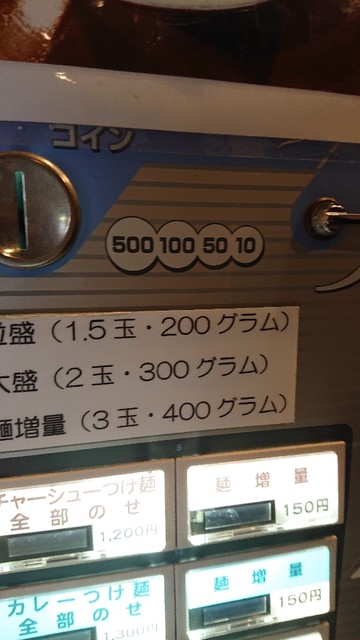 コイン
500 100 50 10
盛 (1.5玉・200グラム)
大盛 (2玉・300グラム)
麺増量 (3玉・400グラム)
チャーシューつけ麺
全部のせ
1,200円
麺増量
150円
カレーつけ麺
全部のせ
1,300円
麺増量
150円